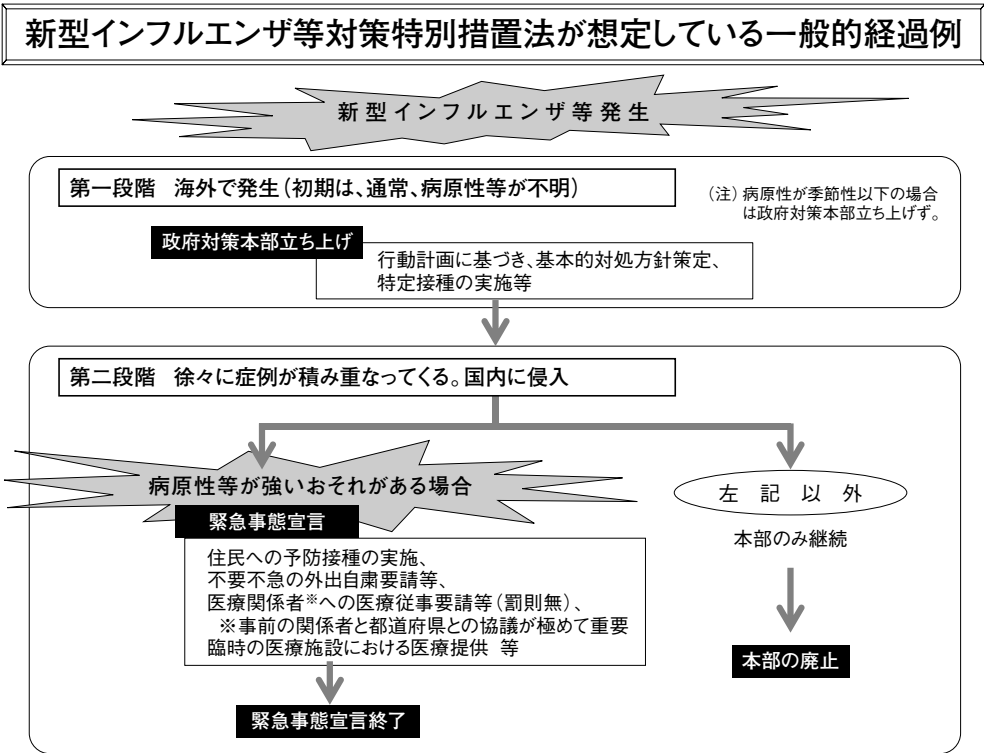 新型インフルエンザ等対策特別措置法が想定している一般的経過例
新型インフルエンザ等発生
第一段階　海外で発生（初期は、通常、病原性等が不明）
（注）病原性が季節性以下の場合
は政府対策本部立ち上げず。
政府対策本部立ち上げ
行動計画に基づき、基本的対処方針策定、
特定接種の実施等
第二段階　徐々に症例が積み重なってくる。国内に侵入
病原性等が強いおそれがある場合
緊急事態宣言
住民への予防接種の実施、
不要不急の外出自粛要請等、
医療関係者※への医療従事要請等（罰則無）、
※事前の関係者と都道府県との協議が極めて重要
臨時の医療施設における医療提供　等
緊急事態宣言終了
左記以外
本部のみ継続
本部の廃止